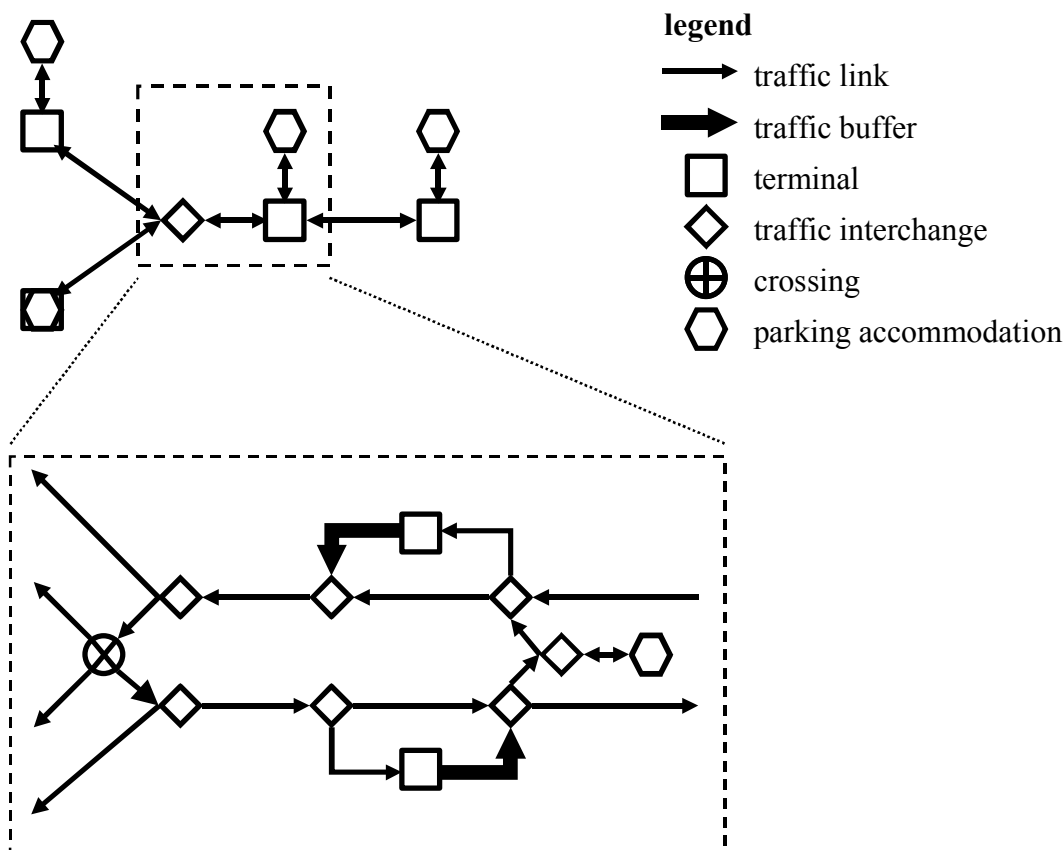 legend
traffic link
traffic buffer
terminal
traffic interchange
crossing
parking accommodation